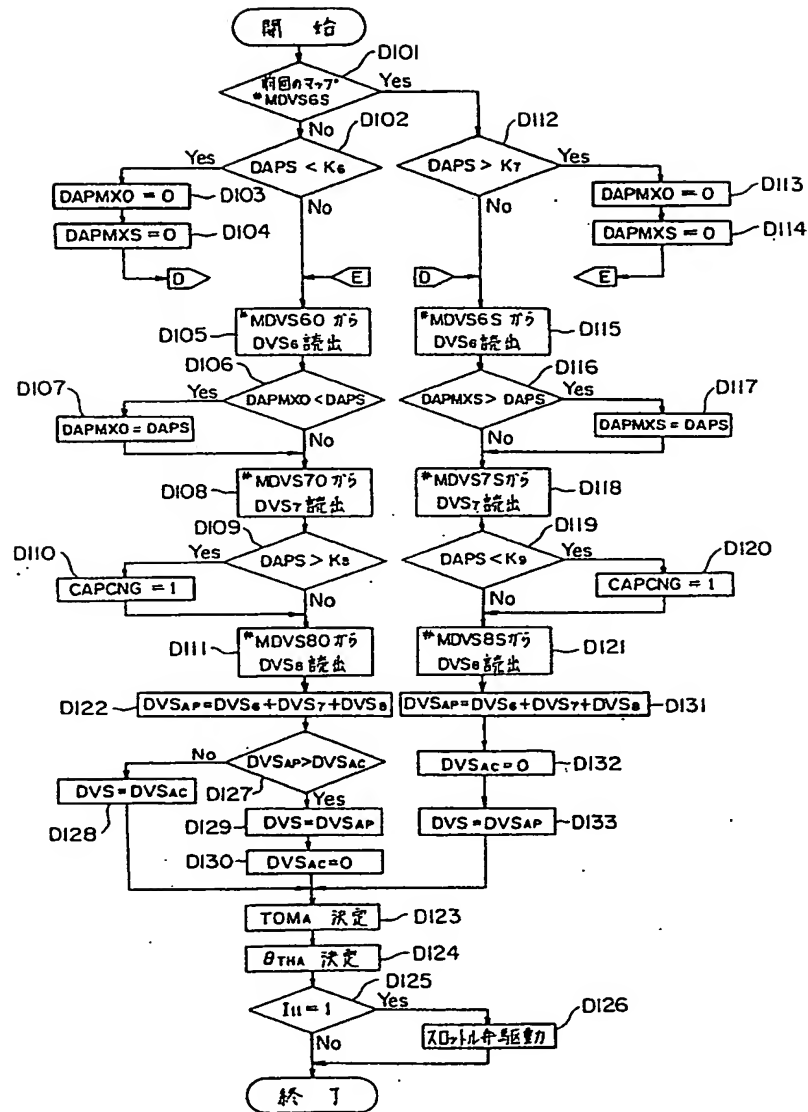 開始
D101
前回のマップ
#MDVS6S
Yes
No
D102
D112
Yes
DAPS < K6
DAPS > K7
Yes
D103
DAPMXO = 0
No
No
DAPMXO = 0
D113
DAPMXS = 0
D104
DAPMXS = 0
D114
D
E
D
E
#MDVS6O から
DVS6 読出
#MDVS6S から
DVS6 読出
D105
D115
D106
D116
D107
Yes
DAPMXO < DAPS
DAPMXS > DAPS
Yes
D117
DAPMXO = DAPS
No
No
DAPMXS = DAPS
D108
#MDVS7O から
DVS7 読出
#MDVS7S から
DVS7 読出
D118
D109
D119
D110
Yes
DAPS > K8
DAPS < K9
Yes
D120
CAPCNG = 1
No
No
CAPCNG = 1
D111
#MDVS8O から
DVS8 読出
#MDVS8S から
DVS8 読出
D121
D122
DVSAP = DVS6 + DVS7 + DVS8
DVSAP = DVS6 + DVS7 + DVS8
D131
No
DVSAP > DVSAC
D127
DVSAC = 0
D132
DVS = DVSAC
D128
Yes
D129
DVS = DVSAP
DVS = DVSAP
D133
D130
DVSAC = 0
TOMA 決定
D123
θTHA 決定
D124
D125
I11 = 1
Yes
No
スロットル弁駆動
D126
終了